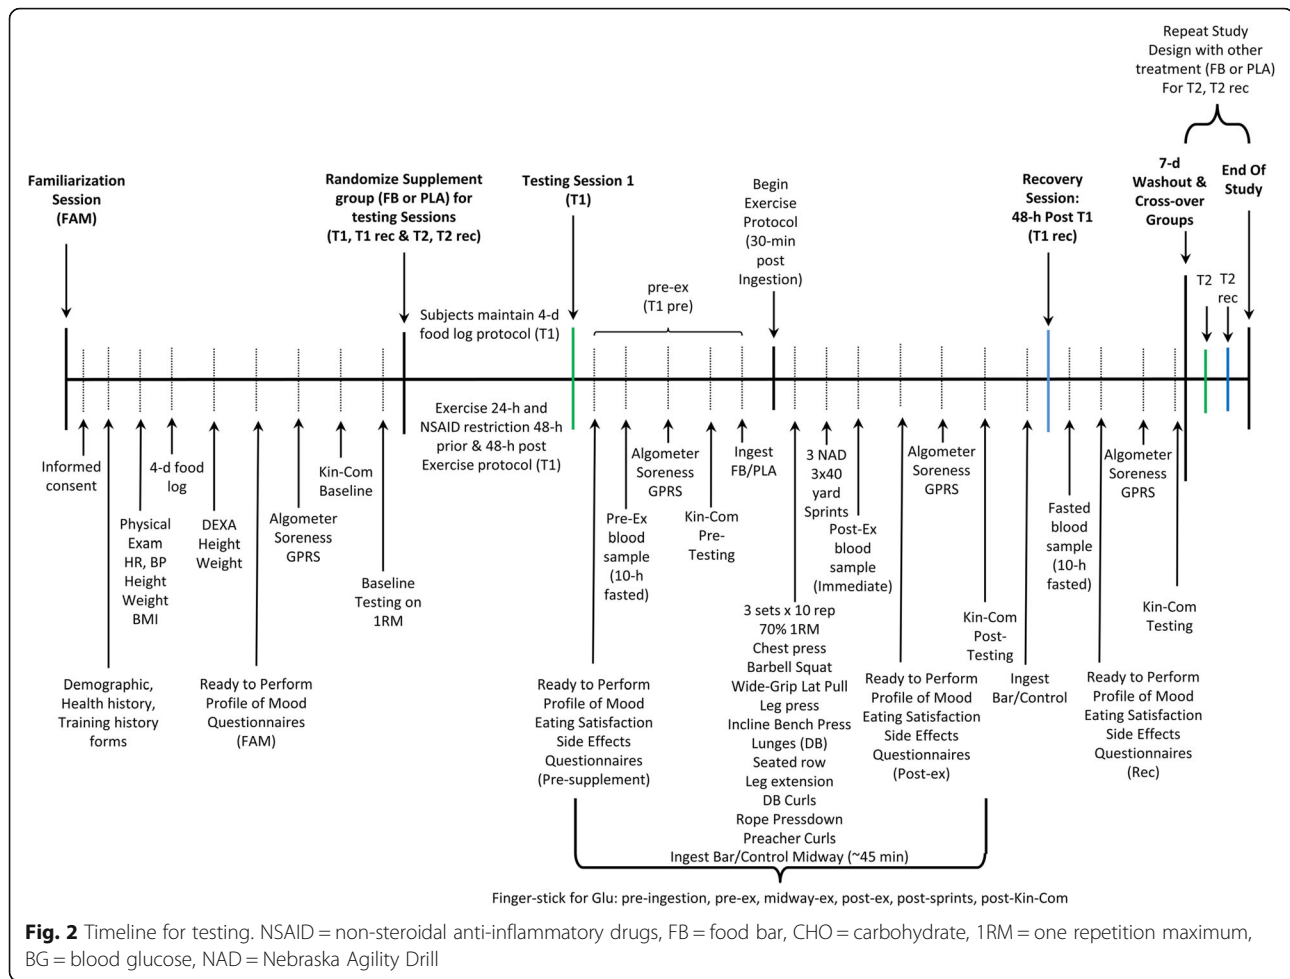 Repeat Study
Design with other
treatment (FB or PLA)
For T2, T2 rec
Familiarization
Session
(FAM)
Randomize Supplement
group (FB or PLA) for
testing Sessions
(T1, T1 rec & T2, T2 rec)
Testing Session 1
(T1)
Begin
Exercise
Protocol
(30-min
post
Ingestion)
Recovery
Session:
48-h Post T1
(T1 rec)
7-d
Washout &
Cross-over
Groups
End Of
Study
T2
T2
rec
pre-ex
(T1 pre)
Subjects maintain 4-d
food log protocol (T1)
Exercise 24-h and
NSAID restriction 48-h
prior & 48-h post
Exercise protocol (T1)
Informed
consent
Demographic,
Health history,
Training history
forms
Physical
Exam
HR, BP
Height
Weight
BMI
4-d food
log
DEXA
Height
Weight
Ready to Perform
Profile of Mood
Questionnaires
(FAM)
Algometer
Soreness
GPRS
Kin-Com
Baseline
Baseline
Testing on
1RM
Ready to Perform
Profile of Mood
Eating Satisfaction
Side Effects
Questionnaires
(Pre-supplement)
Pre-Ex
blood
sample
(10-h
fasted)
Algometer
Soreness
GPRS
Kin-Com
Pre-
Testing
Ingest
FB/PLA
3 sets x 10 rep
70% 1RM
Chest press
Barbell Squat
Wide-Grip Lat Pull
Leg press
Incline Bench Press
Lunges (DB)
Seated row
Leg extension
DB Curls
Rope Pressdown
Preacher Curls
Ingest Bar/Control Midway (~45 min)
3 NAD
3x40
yard
Sprints
Post-Ex
blood
sample
(Immediate)
Ready to Perform
Profile of Mood
Eating Satisfaction
Side Effects
Questionnaires
(Post-ex)
Algometer
Soreness
GPRS
Kin-Com
Post-
Testing
Ingest
Bar/Control
Fasted
blood
sample
(10-h
fasted)
Ready to Perform
Profile of Mood
Eating Satisfaction
Side Effects
Questionnaires
(Rec)
Algometer
Soreness
GPRS
Kin-Com
Testing
Finger-stick for Glu: pre-ingestion, pre-ex, midway-ex, post-ex, post-sprints, post-Kin-Com
Fig. 2 Timeline for testing. NSAID = non-steroidal anti-inflammatory drugs, FB = food bar, CHO = carbohydrate, 1RM = one repetition maximum,
BG = blood glucose, NAD = Nebraska Agility Drill